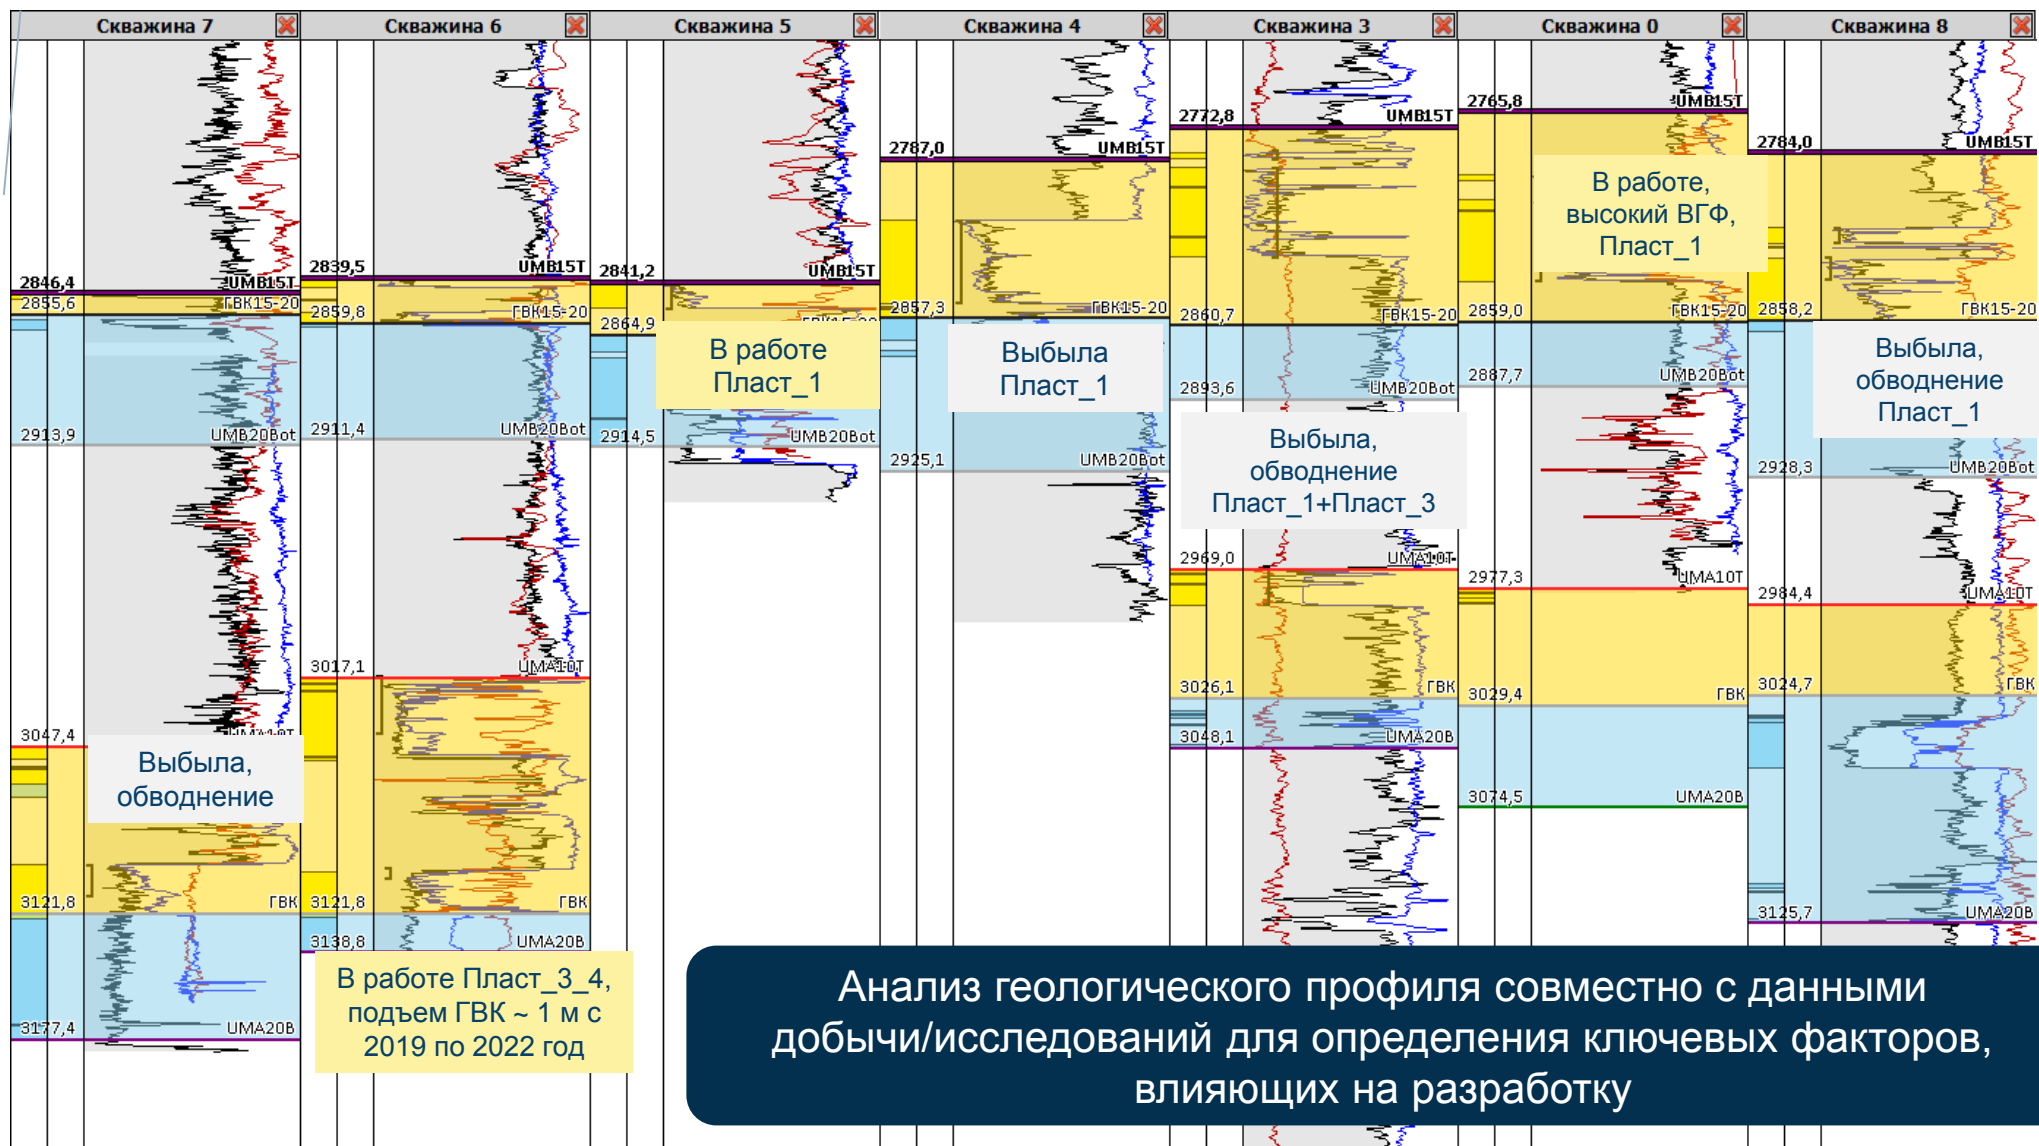 Скважина 7
Скважина 6
Скважина 5
Скважина 4
Скважина 3
Скважина 0
Скважина 8
2846,4
UMB15T
2855,6
ГВК15-20
2913,9
UMB20Bot
3047,4
UMA10T
Выбыла,
обводнение
3121,8
ГВК
3177,4
UMA20B
2839,5
UMB15T
2859,8
ГВК15-20
2911,4
UMB20Bot
3017,1
UMA10T
3121,8
ГВК
3138,8
UMA20B
В работе Пласт_3_4,
подъем ГВК ~ 1 м с
2019 по 2022 год
2841,2
UMB15T
2864,9
ГВК15-20
В работе
Пласт_1
2914,5
UMB20Bot
2787,0
UMB15T
2857,3
ГВК15-20
Выбыла
Пласт_1
2925,1
UMB20Bot
2772,8
UMB15T
2860,7
ГВК15-20
2893,6
UMB20Bot
Выбыла,
обводнение
Пласт_1+Пласт_3
2969,0
UMA10T
3026,1
ГВК
3048,1
UMA20B
2765,8
UMB15T
В работе,
высокий ВГФ,
Пласт_1
2859,0
ГВК15-20
2887,7
UMB20Bot
2977,3
UMA10T
3029,4
ГВК
3074,5
UMA20B
2784,0
UMB15T
2858,2
ГВК15-20
Выбыла,
обводнение
Пласт_1
2928,3
UMB20Bot
2984,4
UMA10T
3024,7
ГВК
3125,7
UMA20B
Анализ геологического профиля совместно с данными
добычи/исследований для определения ключевых факторов,
влияющих на разработку